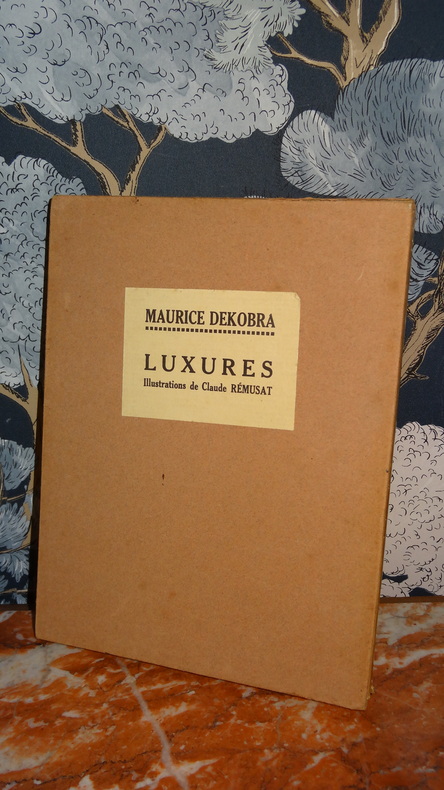 MAURICE DEKOBRA
LUXURES
Illustrations de Claude RÉMUSAT